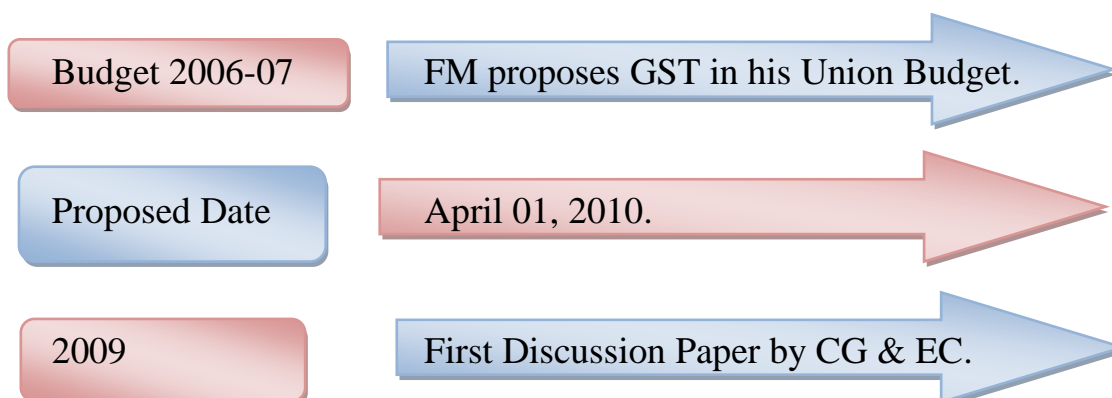 Budget 2006-07
FM proposes GST in his Union Budget.
Proposed Date
April 01, 2010.
2009
First Discussion Paper by CG & EC.